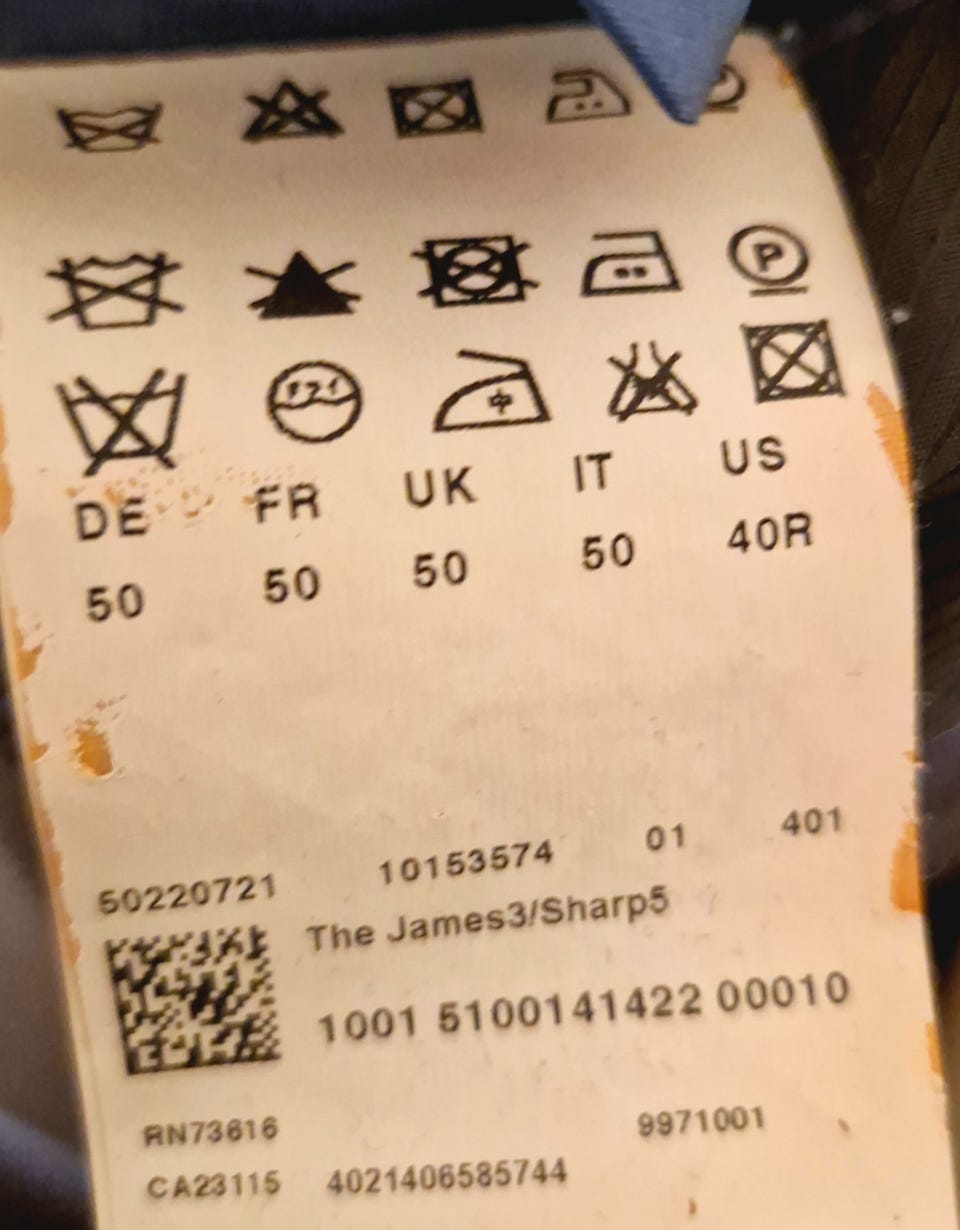 P
DE FR UK IT US
50 50 50 50 40R
50220721 10153574 01 401
The James3/Sharp5
1001 5100141422 00010
RN73616 9971001
CA23115 4021406585744